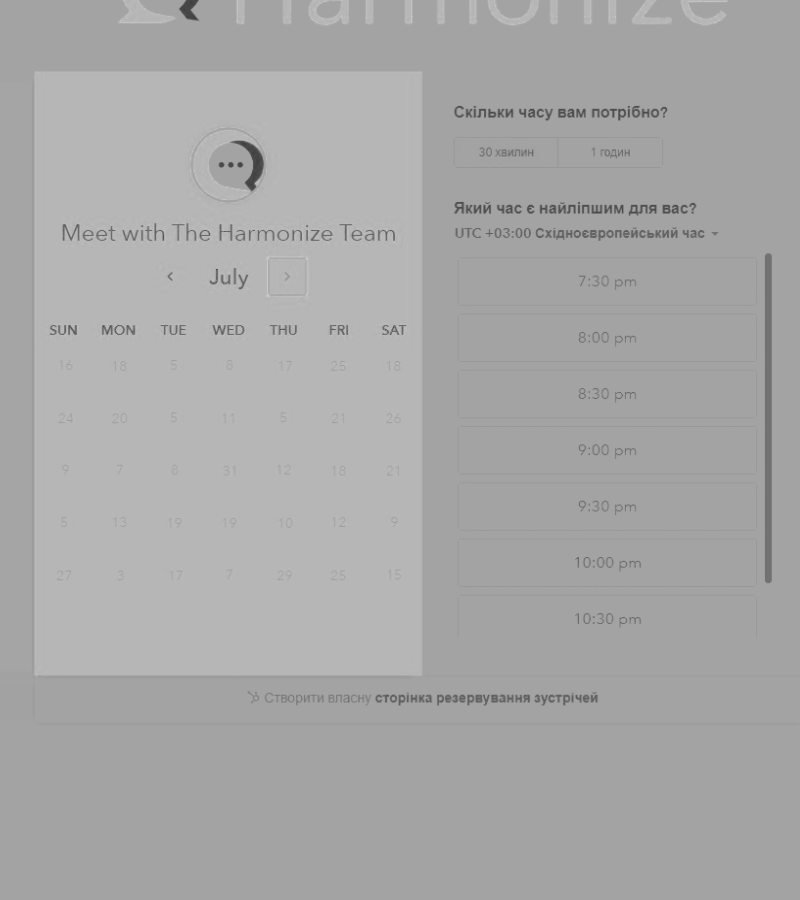 Harmonize
Meet with The Harmonize Team
July
SUN MON TUE WED THU FRI SAT
16 18 5 8 17 25 18
24 20 5 11 5 21 26
9 7 8 31 12 18 21
5 13 19 19 10 12 9
27 3 17 7 29 25 15
Скільки часу вам потрібно?
30 хвилин 1 годин
Який час є найліпшим для вас?
UTC +03:00 Східноєвропейський час
7:30 pm
8:00 pm
8:30 pm
9:00 pm
9:30 pm
10:00 pm
10:30 pm
Створити власну сторінка резервування зустрічей